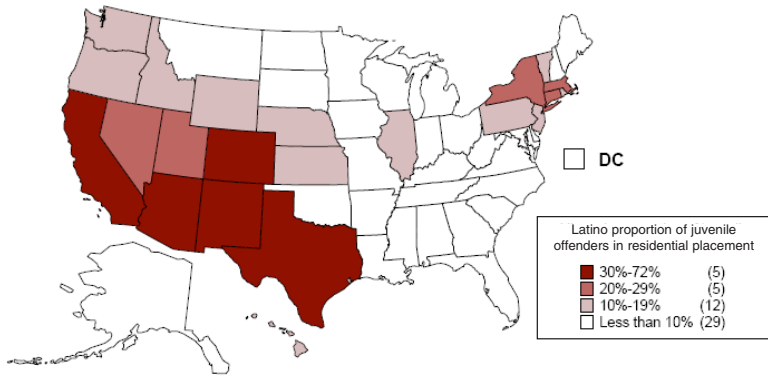 DC
Latino proportion of juvenile
offenders in residential placement
30%-72% (5)
20%-29% (5)
10%-19% (12)
Less than 10% (29)